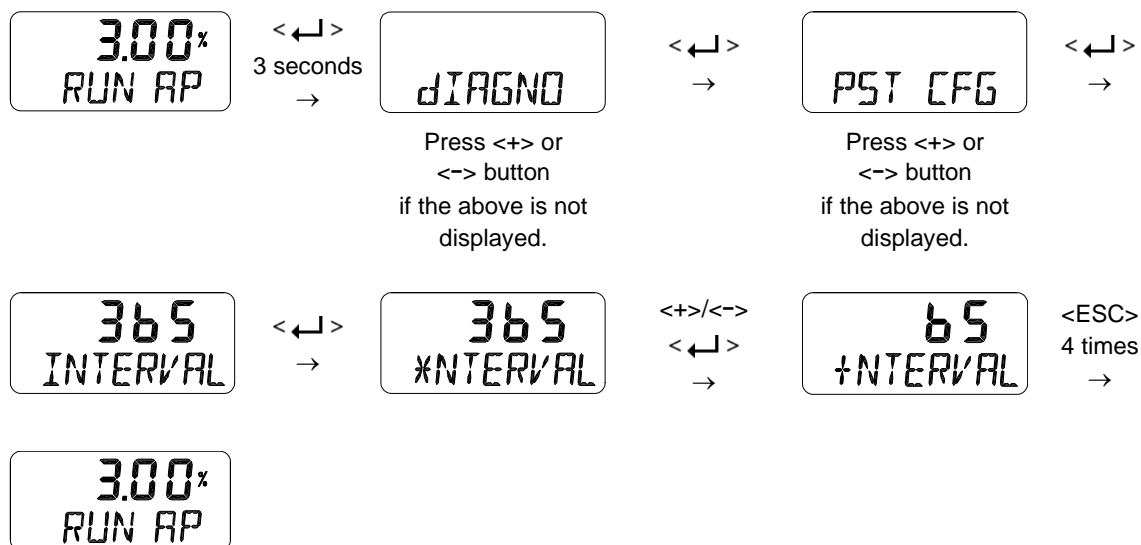 3.00%
RUN AP
<↵>
3 seconds
→
dIAGNO
Press <+> or
<-> button
if the above is not
displayed.
<↵>
→
PST CFG
Press <+> or
<-> button
if the above is not
displayed.
<↵>
→
365
INTERVAL
<↵>
→
365
*NTERVAL
<+>/<->
<↵>
→
65
+NTERVAL
<ESC>
4 times
→
3.00%
RUN AP